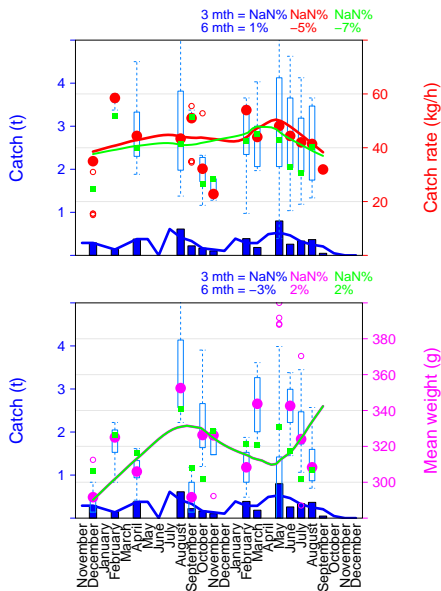 3 mth = NaN% NaN% NaN%
6 mth = 1% −5% −7%
Catch (t)
5
4
3
2
1
60
40
20
Catch rate (kg/h)
3 mth = NaN% NaN% NaN%
6 mth = −3% 2% 2%
Catch (t)
5
4
3
2
1
380
360
340
320
300
Mean weight (g)
November
December
January
February
March
April
May
June
July
August
September
October
November
December
January
February
March
April
May
June
July
August
September
October
November
December